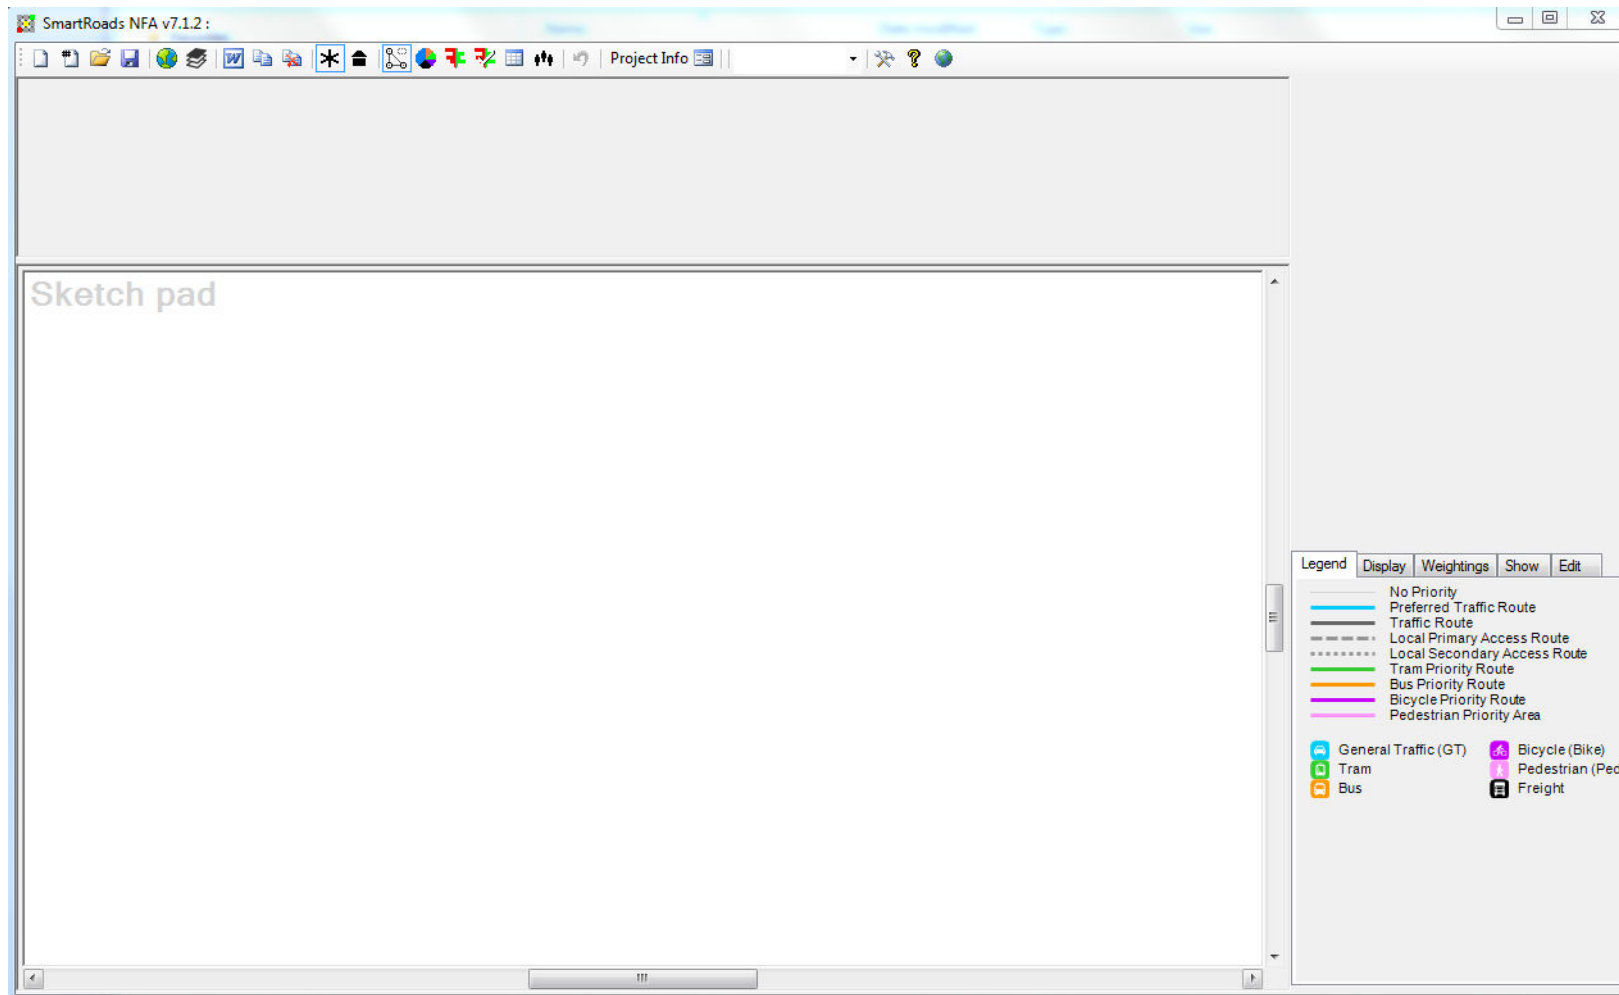 SmartRoads NFA v7.1.2 :
Project Info
Sketch pad
Legend Display Weightings Show Edit
No Priority
Preferred Traffic Route
Traffic Route
Local Primary Access Route
Local Secondary Access Route
Tram Priority Route
Bus Priority Route
Bicycle Priority Route
Pedestrian Priority Area
General Traffic (GT) Bicycle (Bike)
Tram Pedestrian (Ped
Bus Freight